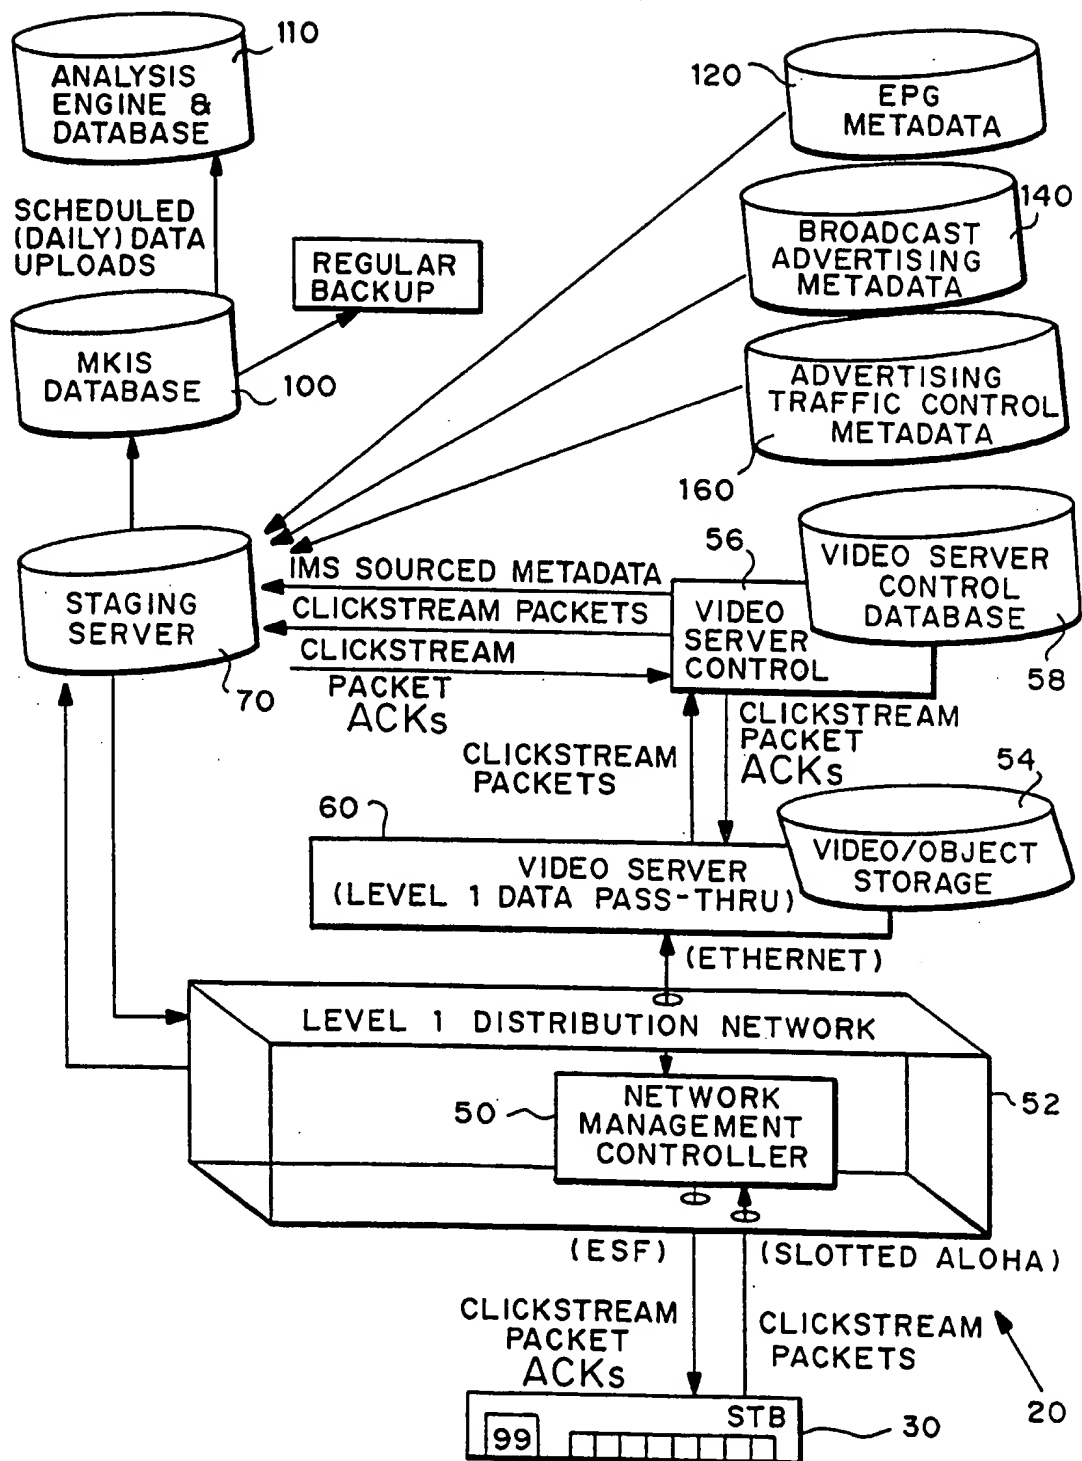 110
ANALYSIS
ENGINE &
DATABASE
SCHEDULED
(DAILY) DATA
UPLOADS
REGULAR
BACKUP
MKIS
DATABASE
100
120
EPG
METADATA
140
BROADCAST
ADVERTISING
METADATA
ADVERTISING
TRAFFIC CONTROL
METADATA
160
STAGING
SERVER
70
IMS SOURCED METADATA
CLICKSTREAM PACKETS
CLICKSTREAM
PACKET
ACKs
56
VIDEO
SERVER
CONTROL
VIDEO SERVER
CONTROL
DATABASE
58
CLICKSTREAM
PACKETS
CLICKSTREAM
PACKET
ACKs
54
VIDEO/OBJECT
STORAGE
60
VIDEO SERVER
(LEVEL 1 DATA PASS-THRU)
(ETHERNET)
LEVEL 1 DISTRIBUTION NETWORK
50
NETWORK
MANAGEMENT
CONTROLLER
52
(ESF)
(SLOTTED ALOHA)
CLICKSTREAM
PACKET
ACKs
CLICKSTREAM
PACKETS
20
STB
99
30